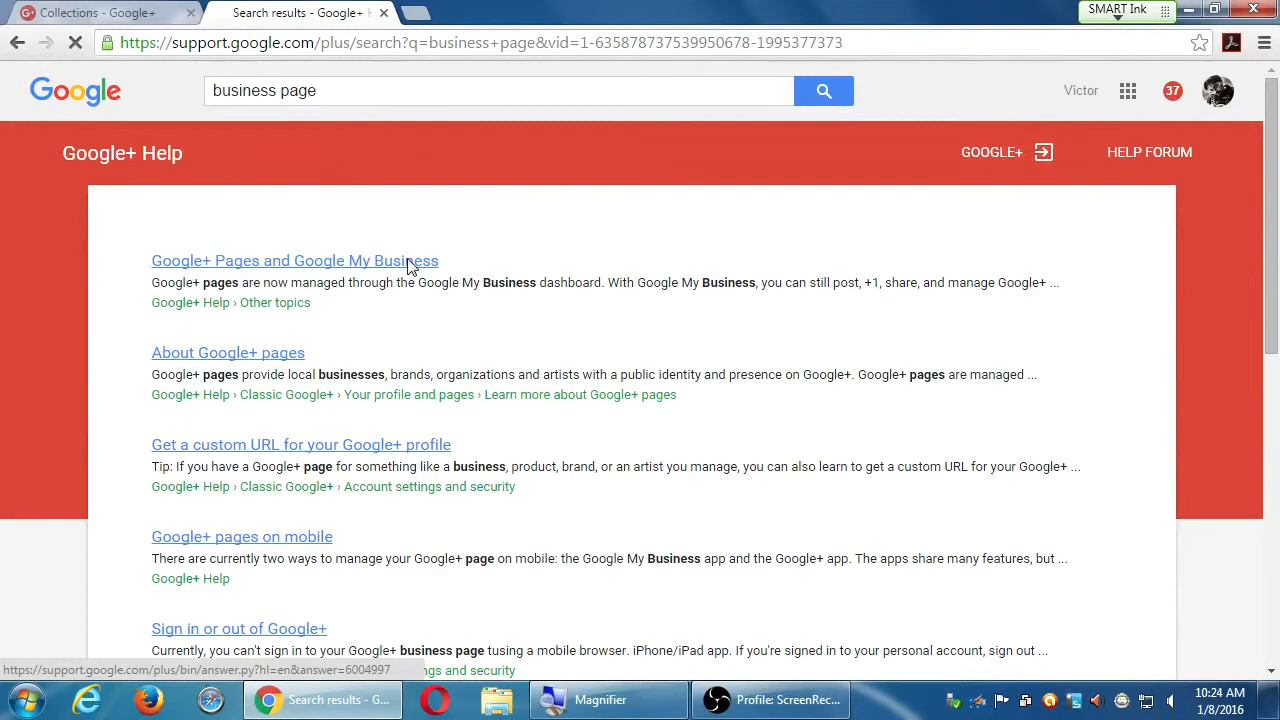 Collections - Google+
Search results - Google+ H
SMART Ink
https://support.google.com/plus/search?q=business+page&vid=1-635878737539950678-1995377373
Google
business page
Victor
37
Google+ Help
GOOGLE+
HELP FORUM
Google+ Pages and Google My Business
Google+ pages are now managed through the Google My Business dashboard. With Google My Business, you can still post, +1, share, and manage Google+ ...
Google+ Help › Other topics
About Google+ pages
Google+ pages provide local businesses, brands, organizations and artists with a public identity and presence on Google+. Google+ pages are managed ...
Google+ Help › Classic Google+ › Your profile and pages › Learn more about Google+ pages
Get a custom URL for your Google+ profile
Tip: If you have a Google+ page for something like a business, product, brand, or an artist you manage, you can also learn to get a custom URL for your Google+ ...
Google+ Help › Classic Google+ › Account settings and security
Google+ pages on mobile
There are currently two ways to manage your Google+ page on mobile: the Google My Business app and the Google+ app. The apps share many features, but ...
Google+ Help
Sign in or out of Google+
Currently, you can't sign in to your Google+ business page tusing a mobile browser. iPhone/iPad app. If you're signed in to your personal account, sign out ...
https://support.google.com/plus/bin/answer.py?hl=en&answer=6004997
ngs and security
Search results - G...
Magnifier
Profile: ScreenRec...
10:24 AM
1/8/2016